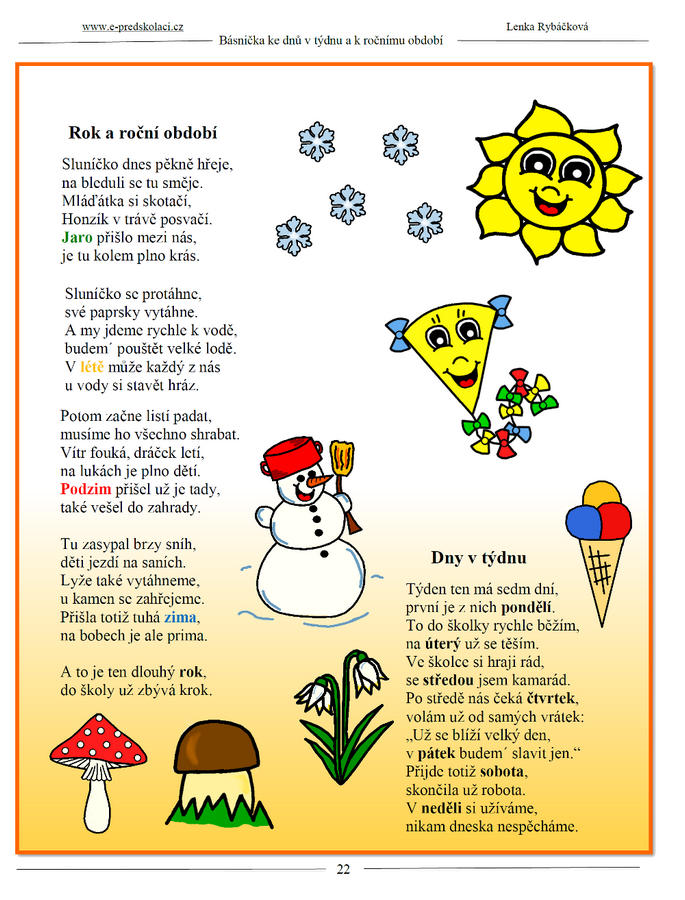 www.e-predskolaci.cz
Lenka Rybáčková
Básnička ke dnů v týdnu a k ročnímu období
Rok a roční období
Sluníčko dnes pěkně hřeje,
na bleduli se tu směje.
Mláďátka si skotačí,
Honzík v trávě posvačí.
Jaro přišlo mezi nás,
je tu kolem plno krás.
Sluníčko se protáhne,
své paprsky vytáhne.
A my jdeme rychle k vodě,
budem´ pouštět velké lodě.
V létě může každý z nás
u vody si stavět hráz.
Potom začne listí padat,
musíme ho všechno shrabat.
Vítr fouká, dráček letí,
na lukách je plno dětí.
Podzim přišel už je tady,
také vešel do zahrady.
Tu zasypal brzy sníh,
děti jezdí na saních.
Lyže také vytáhneme,
u kamen se zahřejeme.
Přišla totiž tuhá zima,
na bobech je ale prima.
A to je ten dlouhý rok,
do školy už zbývá krok.
Dny v týdnu
Týden ten má sedm dní,
první je z nich pondělí.
To do školky rychle běžím,
na úterý už se těším.
Ve školce si hraji rád,
se středou jsem kamarád.
Po středě nás čeká čtvrtek,
volám už od samých vrátek:
„Už se blíží velký den,
v pátek budem´ slavit jen.“
Přijde totiž sobota,
skončila už robota.
V neděli si užíváme,
nikam dneska nespěcháme.
22